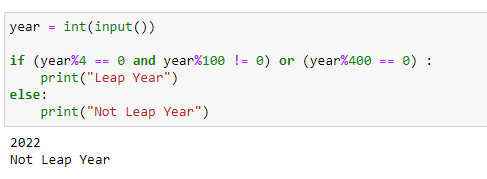 year = int(input())
if (year%4 == 0 and year%100 != 0) or (year%400 == 0) :
    print("Leap Year")
else:
    print("Not Leap Year")
2022
Not Leap Year